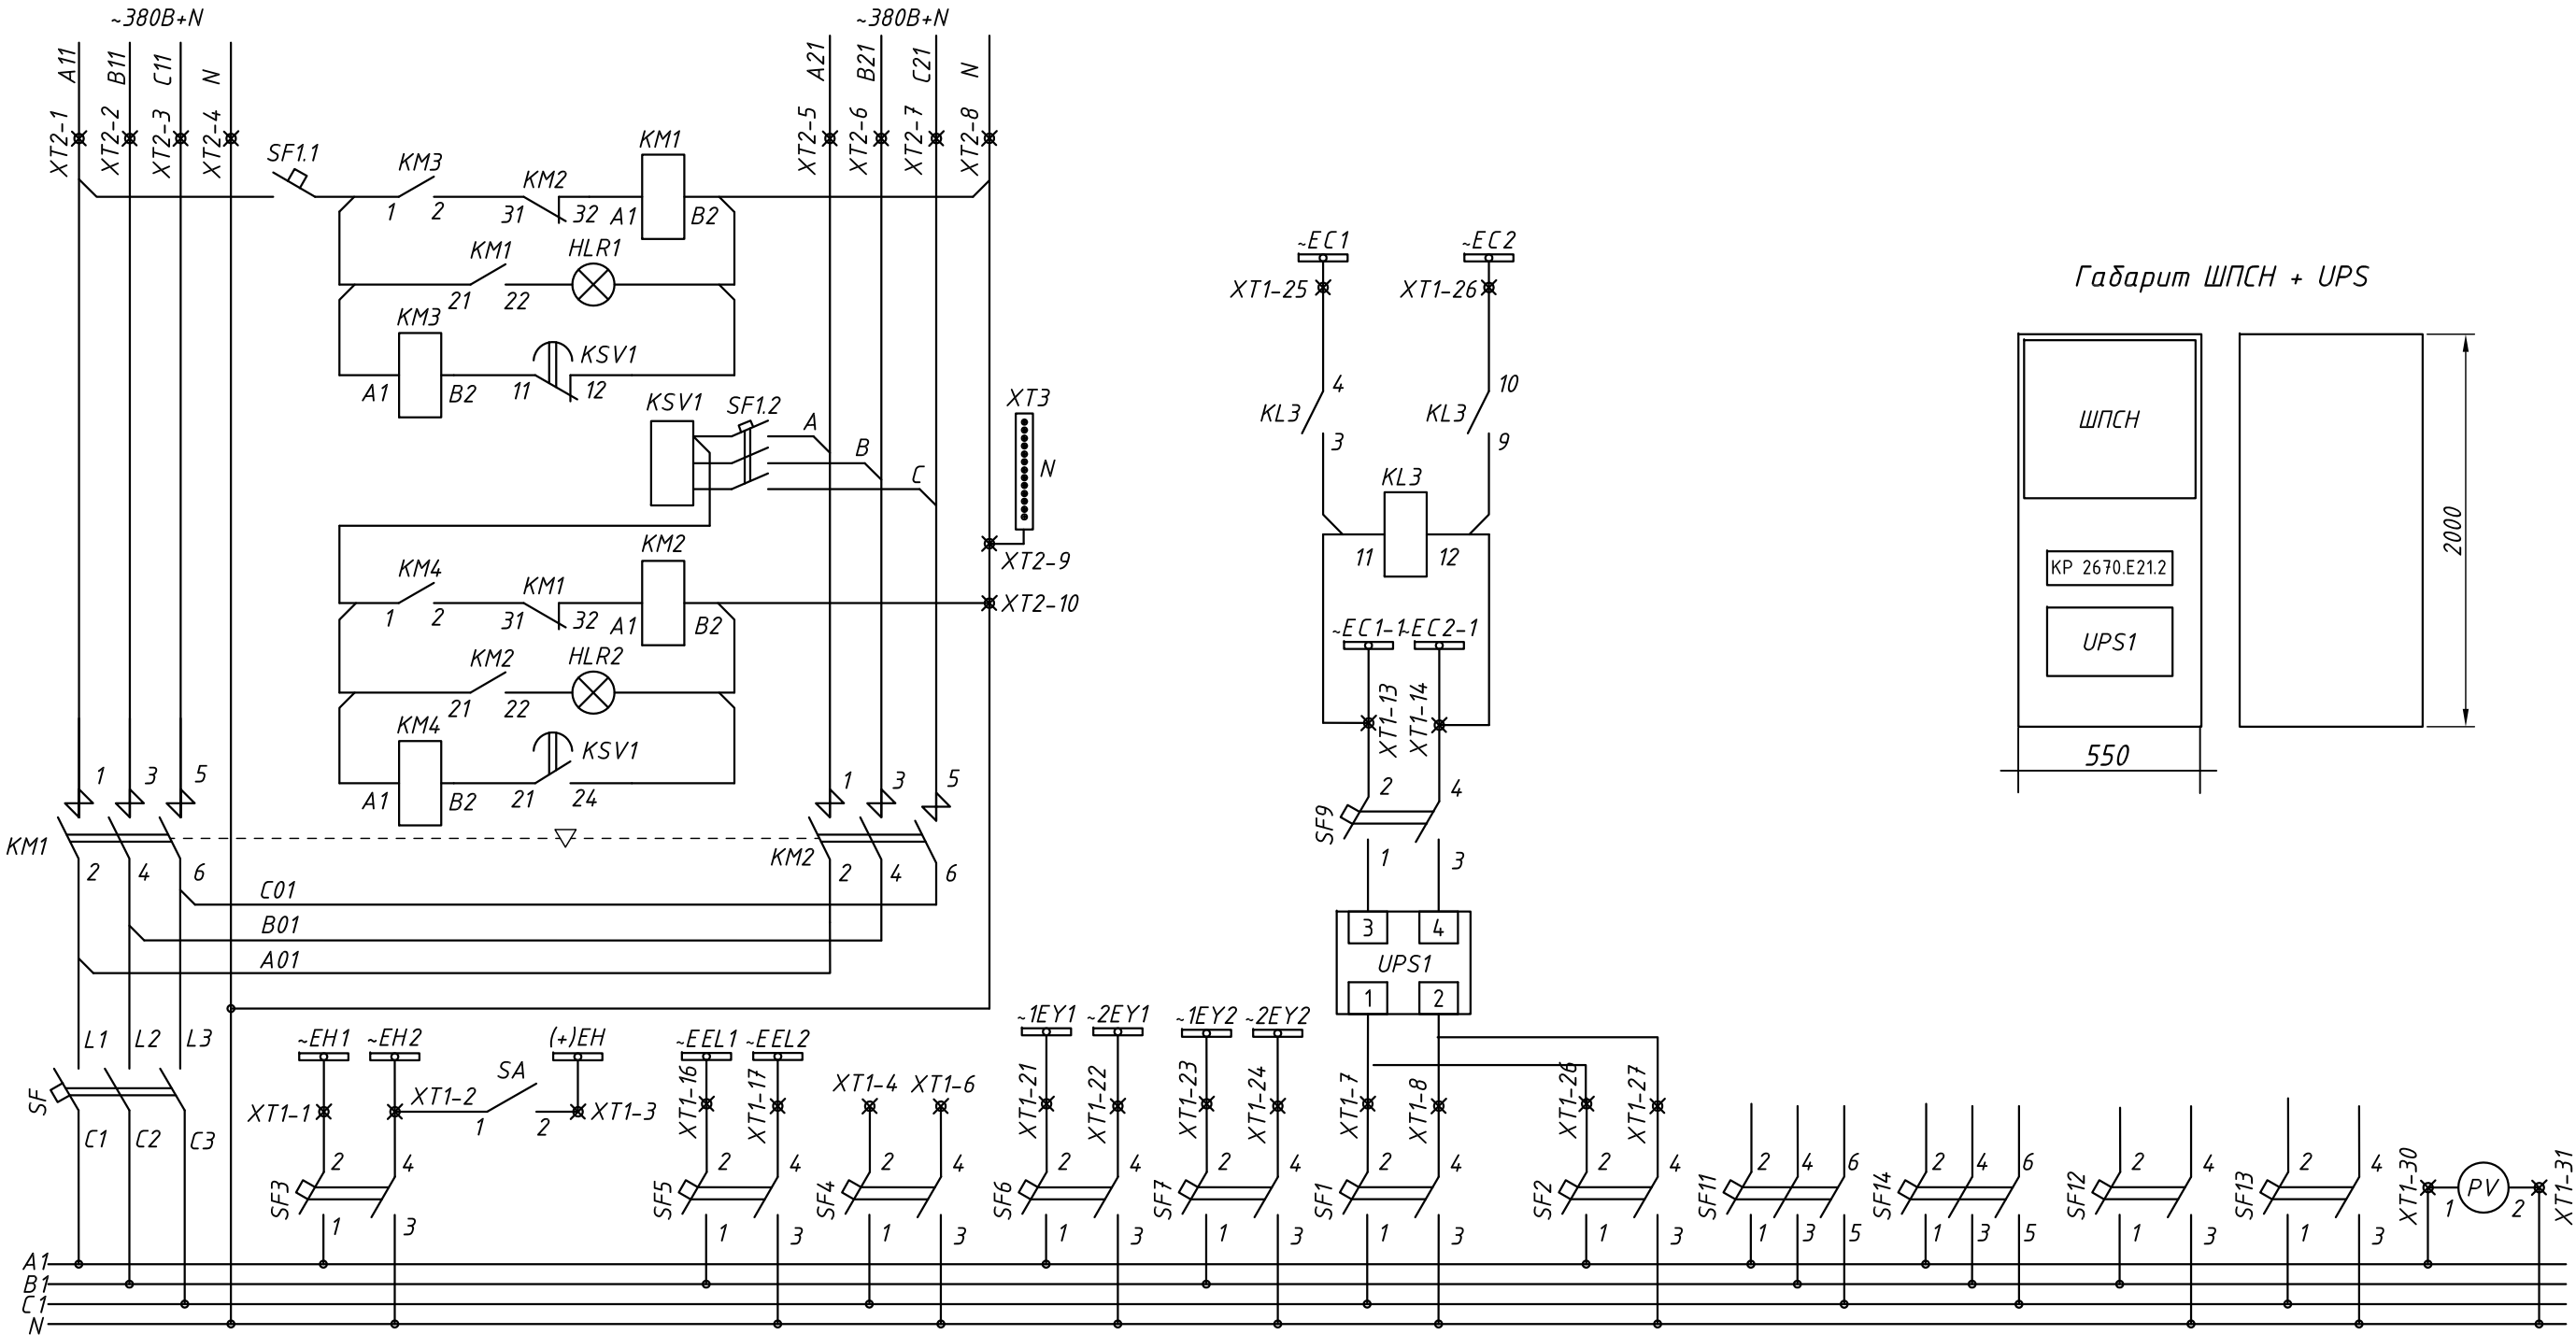 ~380В+N
~380В+N
A11
B11
C11
N
A21
B21
C21
N
XT2-1
XT2-2
XT2-3
XT2-4
XT2-5
XT2-6
XT2-7
XT2-8
SF1.1
KM3
KM2
KM1
1
2
31
32
A1
B2
KM1
HLR1
21
22
KM3
KSV1
A1
B2
11
12
KSV1
SF1.2
A
B
C
XT3
N
XT2-9
XT2-10
KM4
KM1
KM2
1
2
31
32
A1
B2
KM2
HLR2
21
22
KM4
KSV1
A1
B2
21
24
1
3
5
1
3
5
KM1
KM2
2
4
6
2
4
6
C01
B01
A01
~EC1
~EC2
XT1-25
XT1-26
4
10
KL3
KL3
3
9
KL3
11
12
~EC1-1
~EC2-1
XT1-13
XT1-14
2
4
SF9
1
3
3
4
UPS1
1
2
Габарит ШПСН + UPS
ШПСН
КР 2670.Е21.2
UPS1
2000
550
L1
L2
L3
SF
C1
C2
C3
~EH1
~EH2
(+)EH
XT1-1
XT1-2
SA
1
2
XT1-3
SF3
2
4
1
3
~EEL1
~EEL2
XT1-16
XT1-17
SF5
2
4
1
3
XT1-4
XT1-6
SF4
2
4
1
3
~1EY1
~2EY1
XT1-21
XT1-22
SF6
2
4
1
3
~1EY2
~2EY2
XT1-23
XT1-24
SF7
2
4
1
3
XT1-7
XT1-8
SF1
2
4
1
3
XT1-26
XT1-27
SF2
2
4
1
3
SF11
2
4
6
1
3
5
SF14
2
4
6
1
3
5
SF12
2
4
1
3
SF13
2
4
1
3
XT1-30
1
PV
2
XT1-31
A1
B1
C1
N